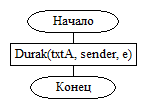 Начало
Durak(txtA, sender, e)
Конец